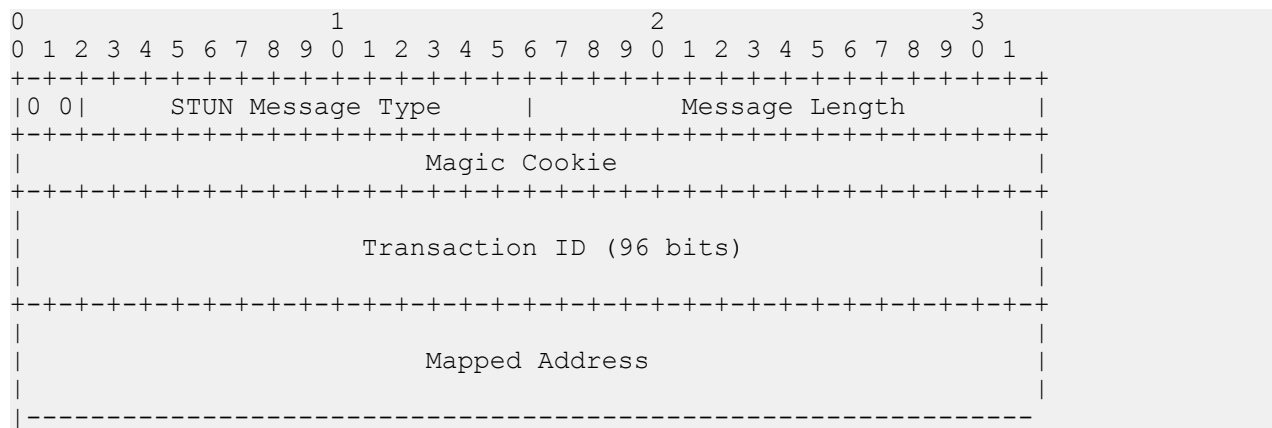 0                   1                   2                   3
0 1 2 3 4 5 6 7 8 9 0 1 2 3 4 5 6 7 8 9 0 1 2 3 4 5 6 7 8 9 0 1
+-+-+-+-+-+-+-+-+-+-+-+-+-+-+-+-+-+-+-+-+-+-+-+-+-+-+-+-+-+-+-+-+
|0 0|     STUN Message Type     |         Message Length        |
+-+-+-+-+-+-+-+-+-+-+-+-+-+-+-+-+-+-+-+-+-+-+-+-+-+-+-+-+-+-+-+-+
|                         Magic Cookie                          |
+-+-+-+-+-+-+-+-+-+-+-+-+-+-+-+-+-+-+-+-+-+-+-+-+-+-+-+-+-+-+-+-+
|                                                               |
|                     Transaction ID (96 bits)                  |
|                                                               |
+-+-+-+-+-+-+-+-+-+-+-+-+-+-+-+-+-+-+-+-+-+-+-+-+-+-+-+-+-+-+-+-+
|                                                               |
|                         Mapped Address                        |
|                                                               |
|---------------------------------------------------------------